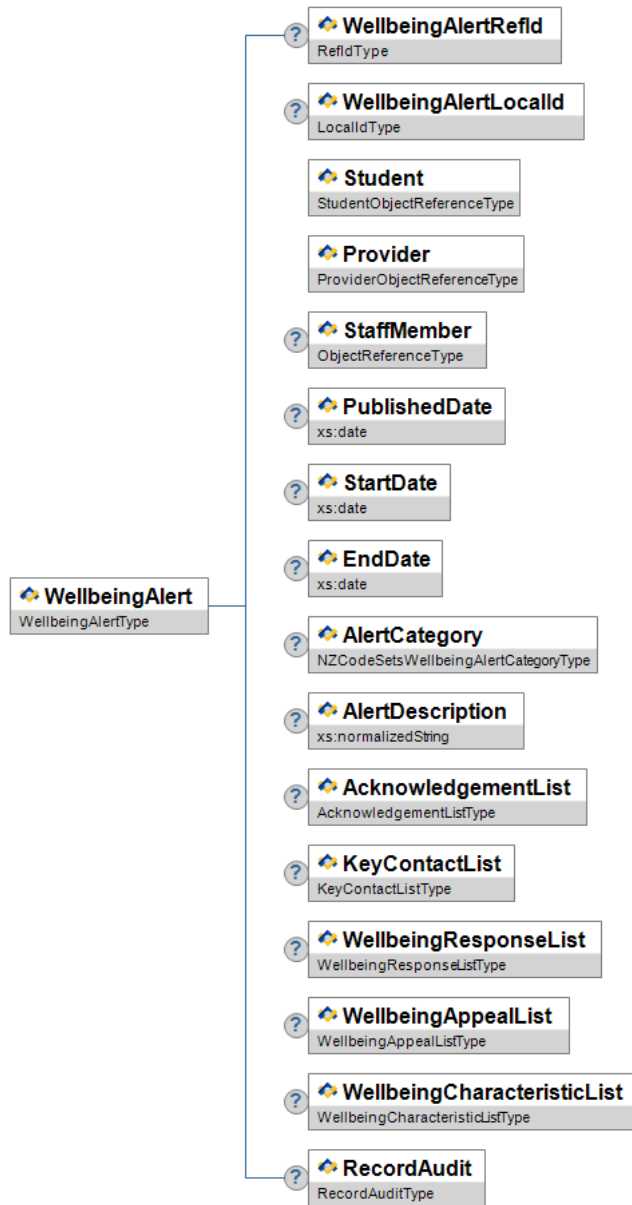 ?
WellbeingAlertRefId
RefIdType
?
WellbeingAlertLocalId
LocalIdType
Student
StudentObjectReferenceType
Provider
ProviderObjectReferenceType
?
StaffMember
ObjectReferenceType
?
PublishedDate
xs:date
?
StartDate
xs:date
?
EndDate
xs:date
WellbeingAlert
WellbeingAlertType
?
AlertCategory
NZCodeSetsWellbeingAlertCategoryType
?
AlertDescription
xs:normalizedString
?
AcknowledgementList
AcknowledgementListType
?
KeyContactList
KeyContactListType
?
WellbeingResponseList
WellbeingResponseListType
?
WellbeingAppealList
WellbeingAppealListType
?
WellbeingCharacteristicList
WellbeingCharacteristicListType
?
RecordAudit
RecordAuditType